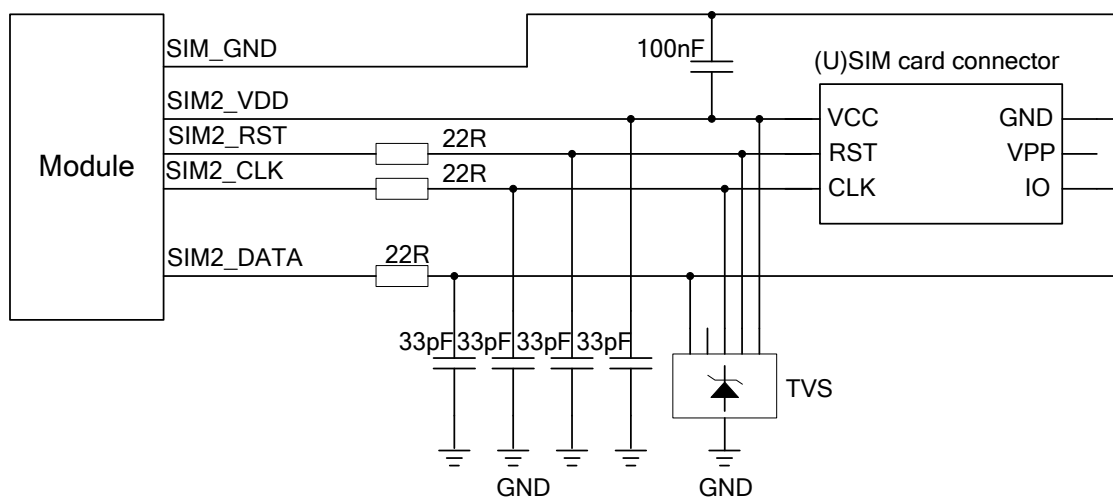 SIM_GND
100nF
(U)SIM card connector
SIM2_VDD
VCC GND
SIM2_RST 22R
RST VPP
Module
SIM2_CLK 22R
CLK IO
SIM2_DATA 22R
33pF 33pF 33pF 33pF
TVS
GND GND